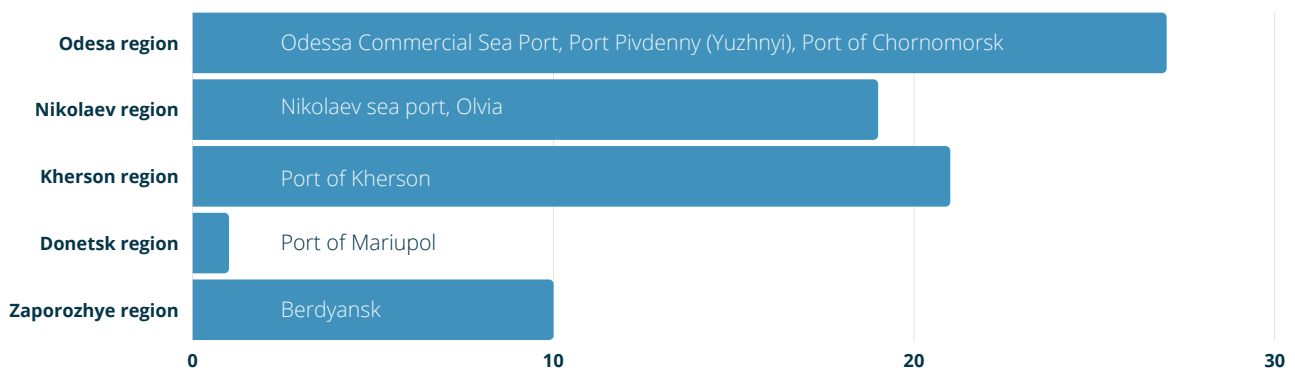 Odesa region
Odessa Commercial Sea Port, Port Pivdenny (Yuzhnyi), Port of Chornomorsk
Nikolaev region
Nikolaev sea port, Olvia
Kherson region
Port of Kherson
Donetsk region
Port of Mariupol
Zaporozhye region
Berdyansk
0 10 20 30